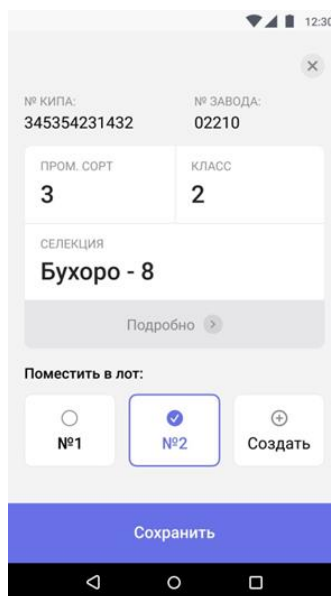 12:30
№ КИПА: № ЗАВОДА:
345354231432 02210
ПРОМ. СОРТ КЛАСС
3 2
СЕЛЕКЦИЯ
Бухоро - 8
Подробно
Поместить в лот:
№1 №2 Создать
Сохранить